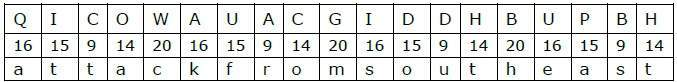 Q I C O W A U A C G I D D H B U P B H
16 15 9 14 20 16 15 9 14 20 16 15 9 14 20 16 15 9 14
a t t a c k f r o m s o u t h e a s t